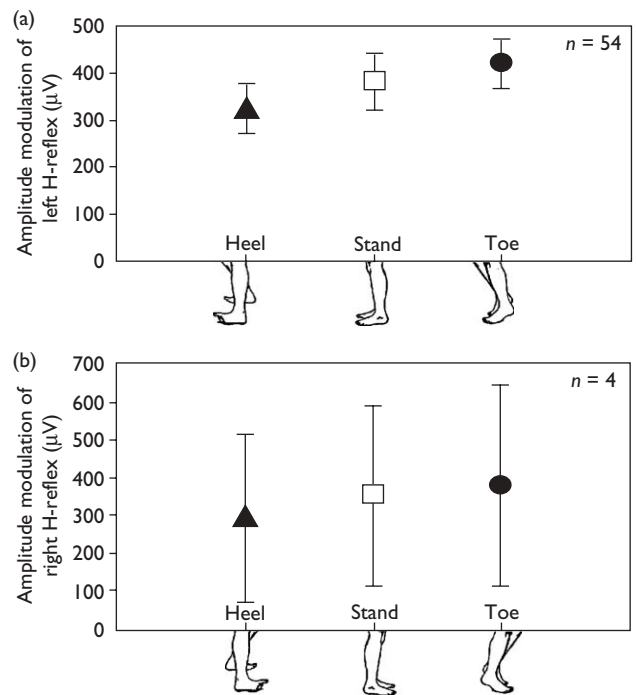 (a)
Amplitude modulation of
left H-reflex (μV)
500
400
300
200
100
0
n = 54
Heel Stand Toe
(b)
Amplitude modulation of
right H-reflex (μV)
700
600
500
400
300
200
100
0
n = 4
Heel Stand Toe